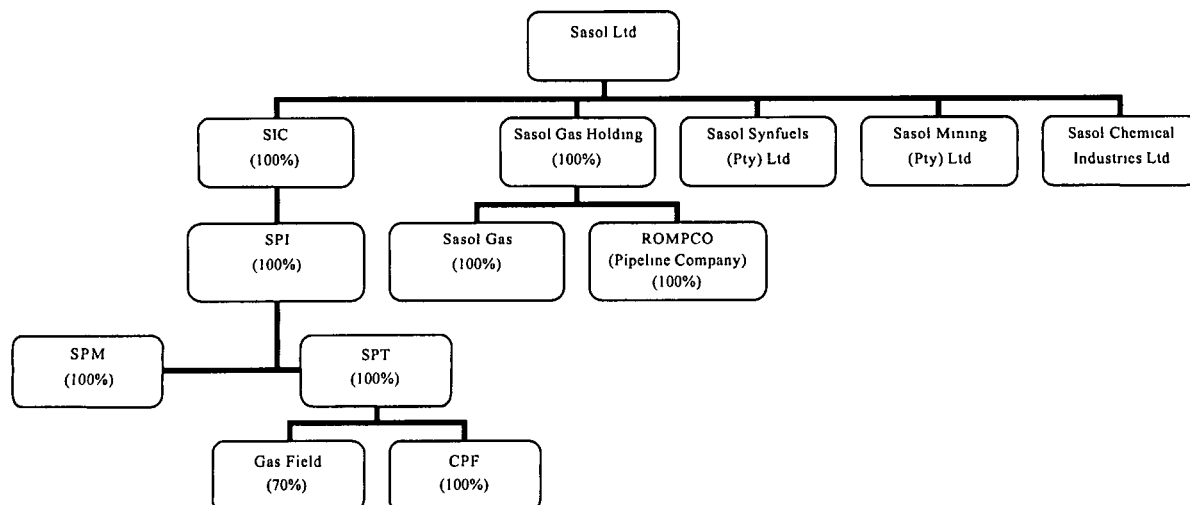 Sasol Ltd
SIC
(100%)
Sasol Gas Holding
(100%)
Sasol Synfuels
(Pty) Ltd
Sasol Mining
(Pty) Ltd
Sasol Chemical
Industries Ltd
SPI
(100%)
Sasol Gas
(100%)
ROMPCO
(Pipeline Company)
(100%)
SPM
(100%)
SPT
(100%)
Gas Field
(70%)
CPF
(100%)